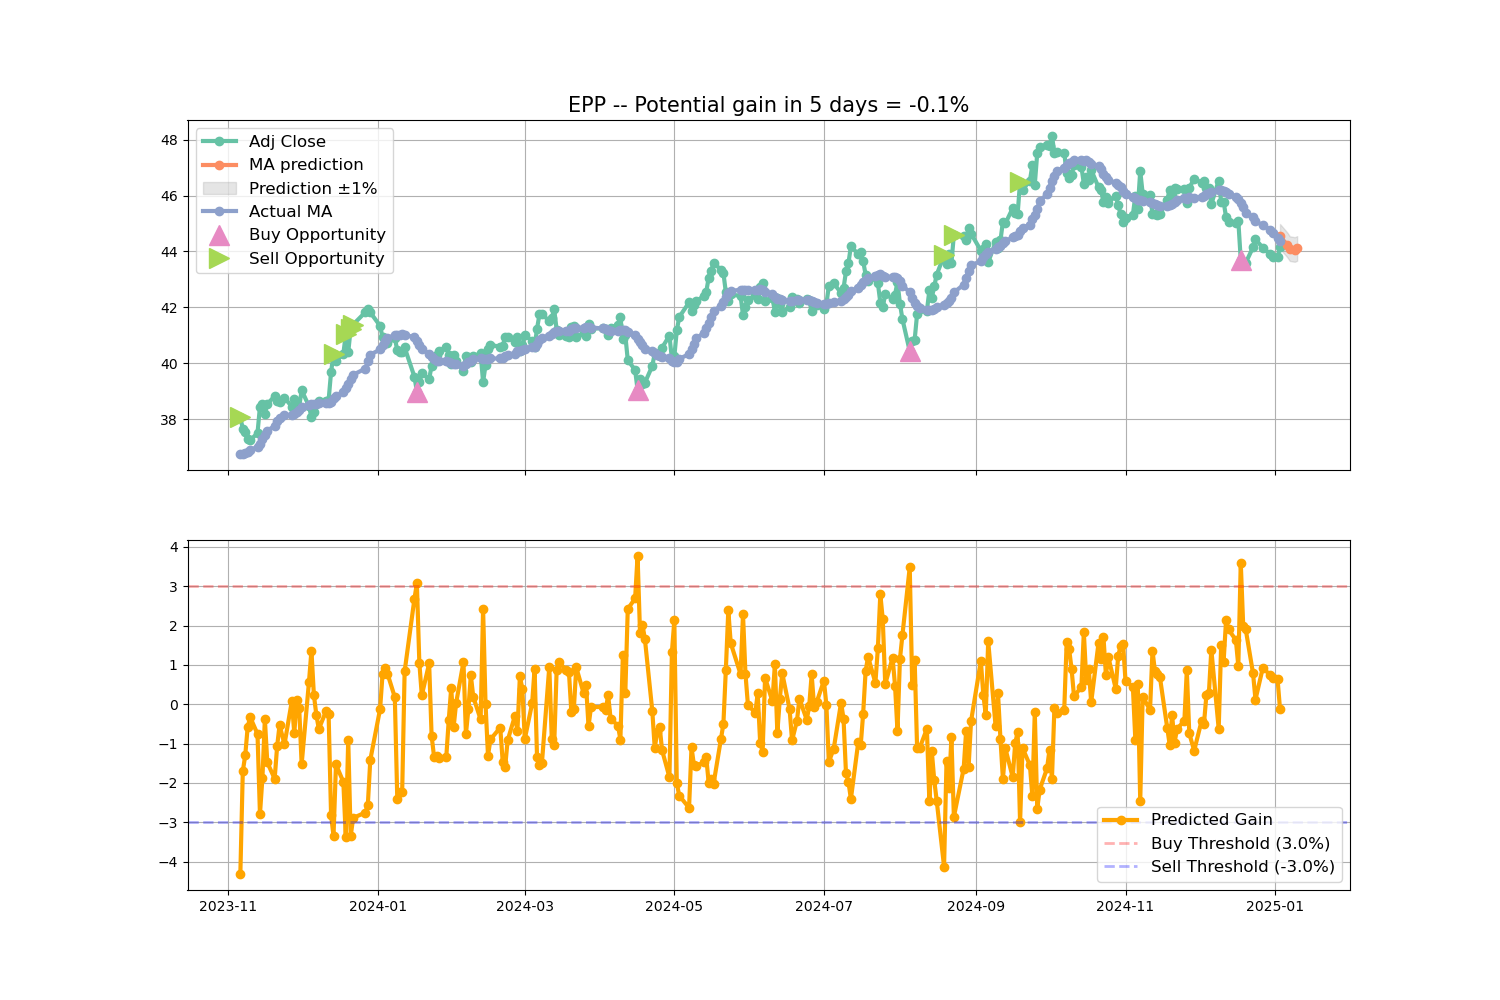 EPP -- Potential gain in 5 days = -0.1%
48
46
44
42
40
38
Adj Close
MA prediction
Prediction ±1%
Actual MA
Buy Opportunity
Sell Opportunity
4
3
2
1
0
−1
−2
−3
−4
Predicted Gain
Buy Threshold (3.0%)
Sell Threshold (-3.0%)
2023-11 2024-01 2024-03 2024-05 2024-07 2024-09 2024-11 2025-01